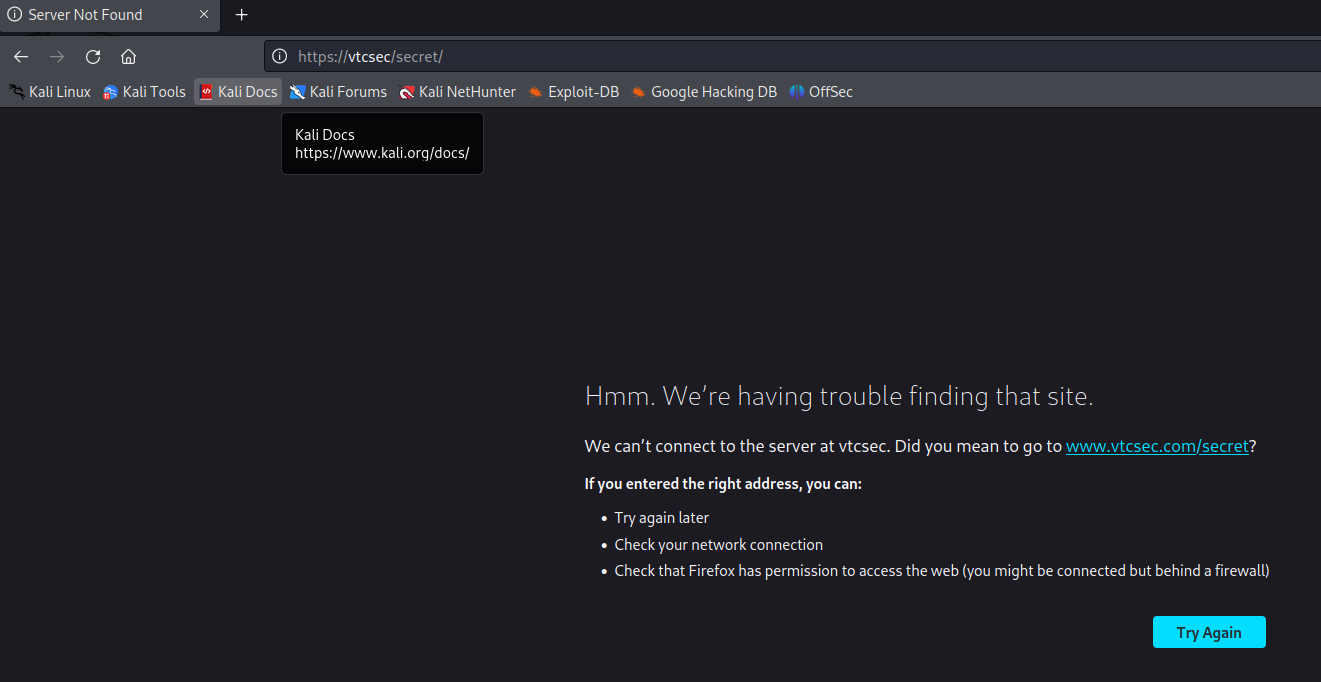 Server Not Found
https://vtcsec/secret/
Kali Linux Kali Tools Kali Docs Kali Forums Kali NetHunter Exploit-DB Google Hacking DB OffSec
Kali Docs
https://www.kali.org/docs/
Hmm. We’re having trouble finding that site.
We can’t connect to the server at vtcsec. Did you mean to go to www.vtcsec.com/secret?
If you entered the right address, you can:
• Try again later
• Check your network connection
• Check that Firefox has permission to access the web (you might be connected but behind a firewall)
Try Again